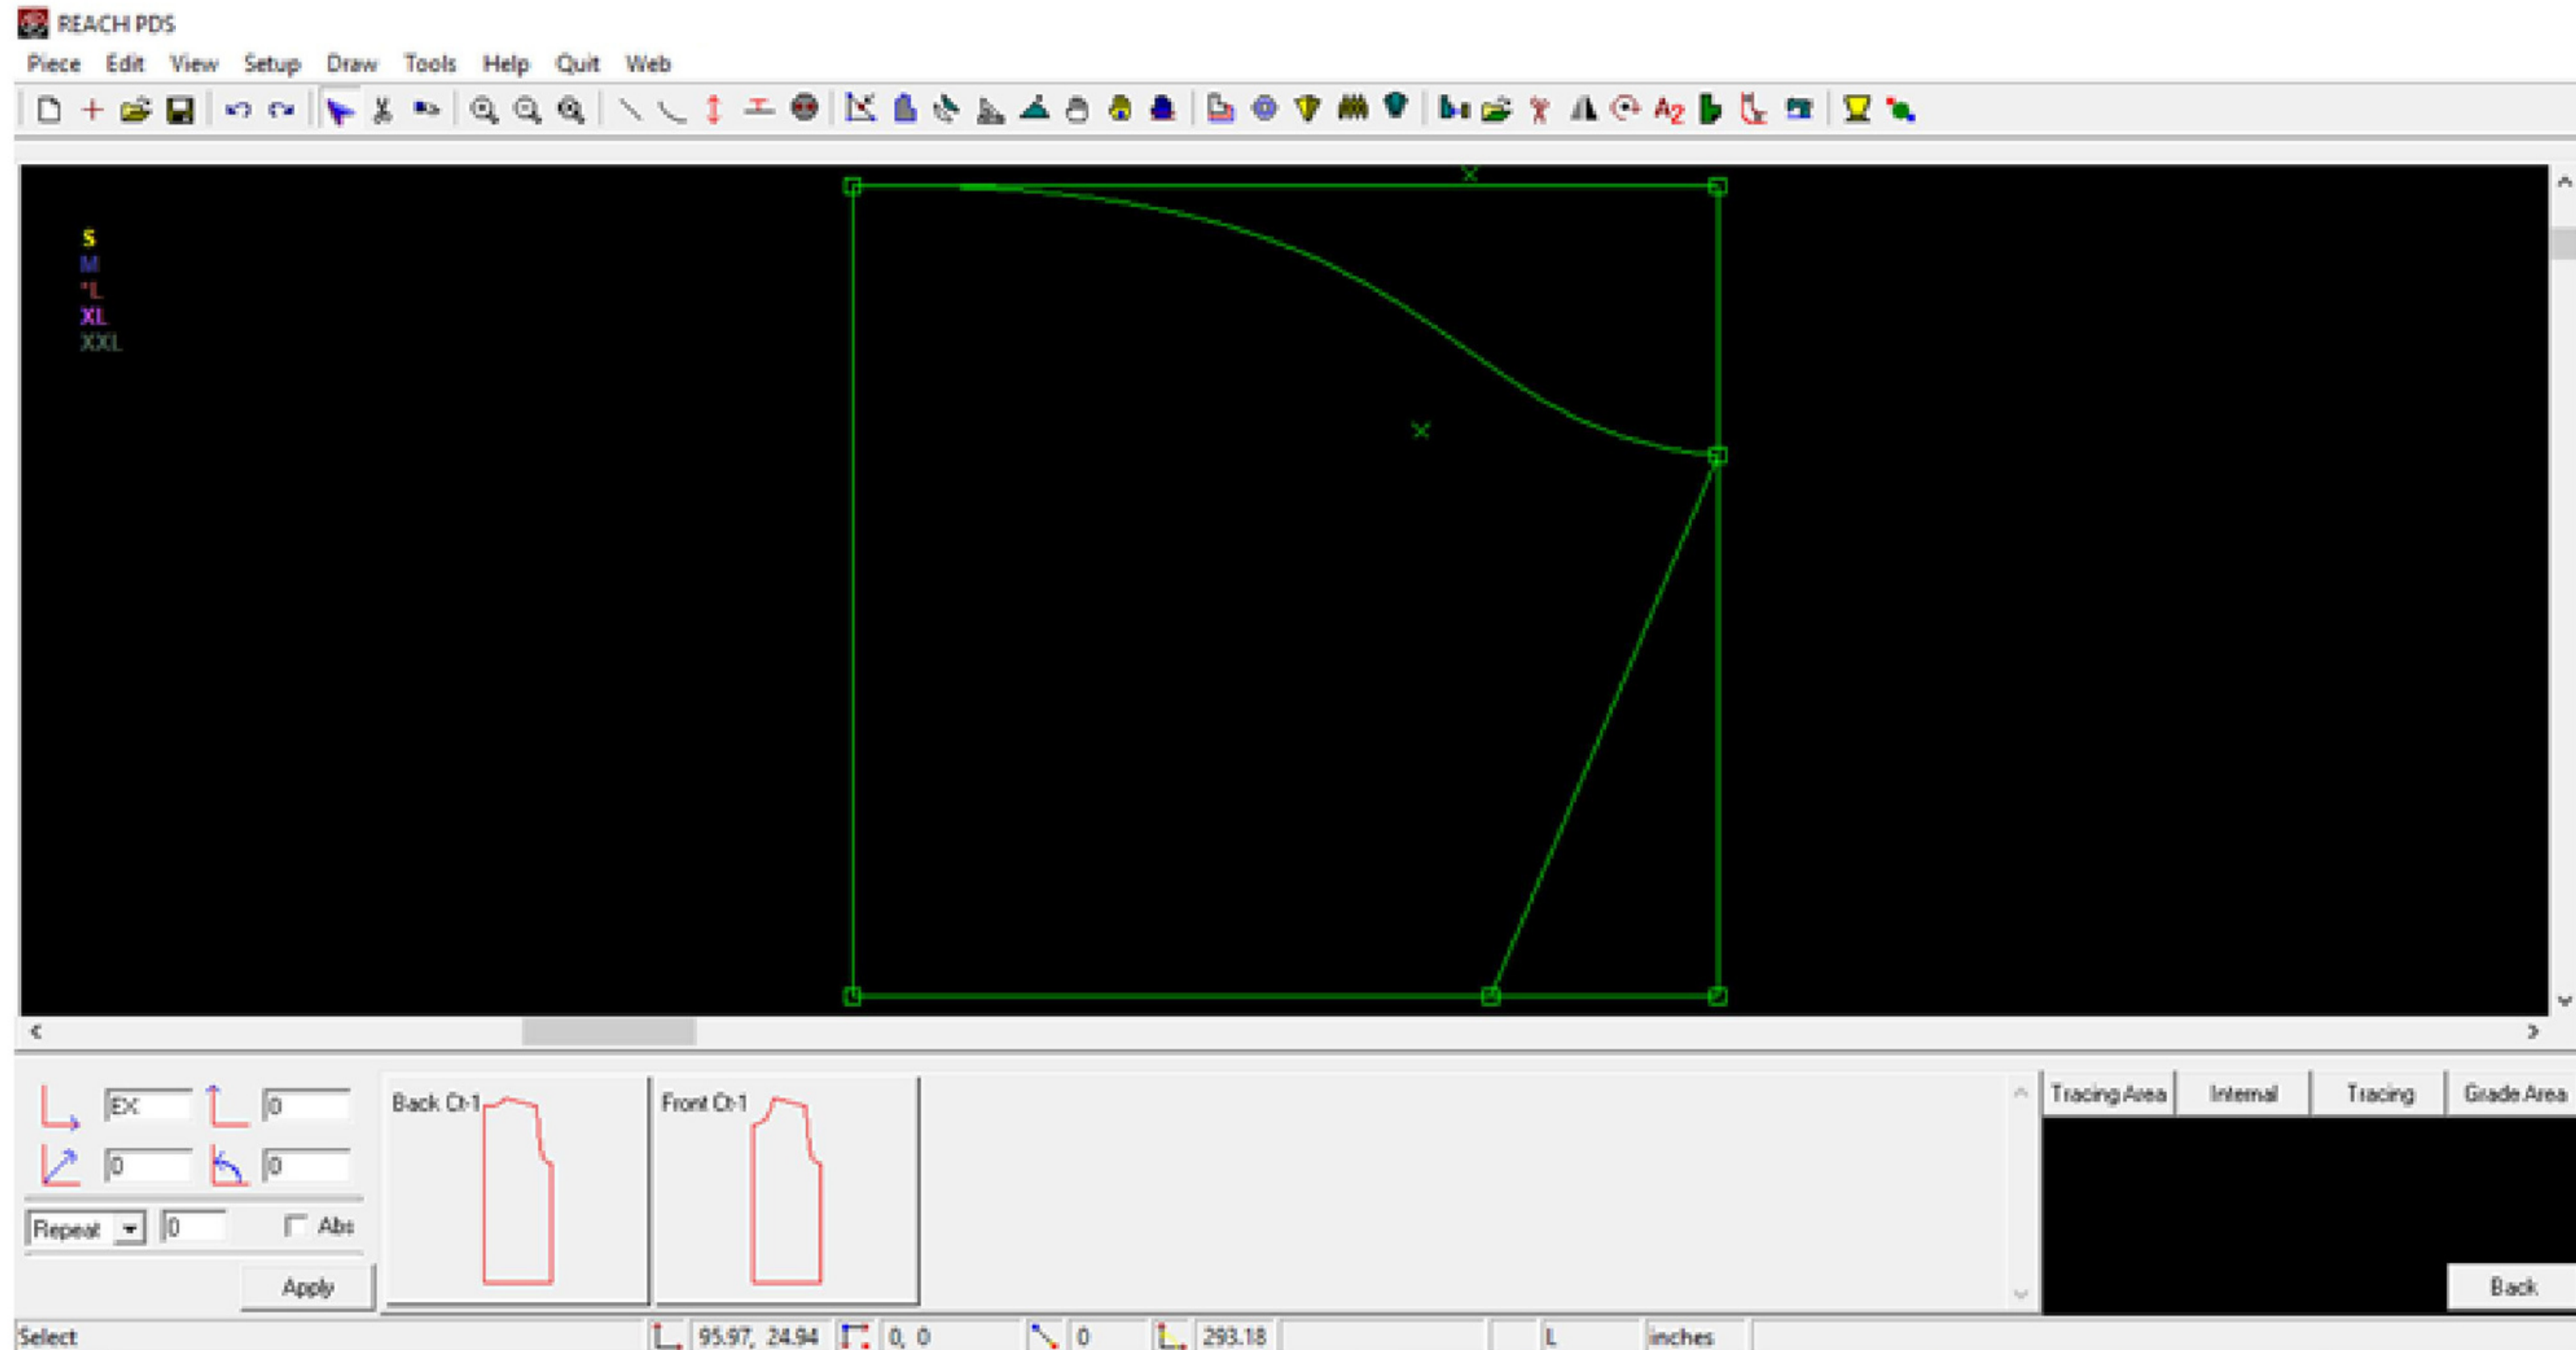 REACH PDS
Piece Edit View Setup Draw Tools Help Quit Web
A2
S
M
*L
XL
XXL
EX 0
Back Ct-1
Front Ct-1
Tracing Area Internal Tracing Grade Area
0 0
Repeat 0 Abs
Apply
Back
Select 95.97, 24.94 0, 0 0 293.18 L inches